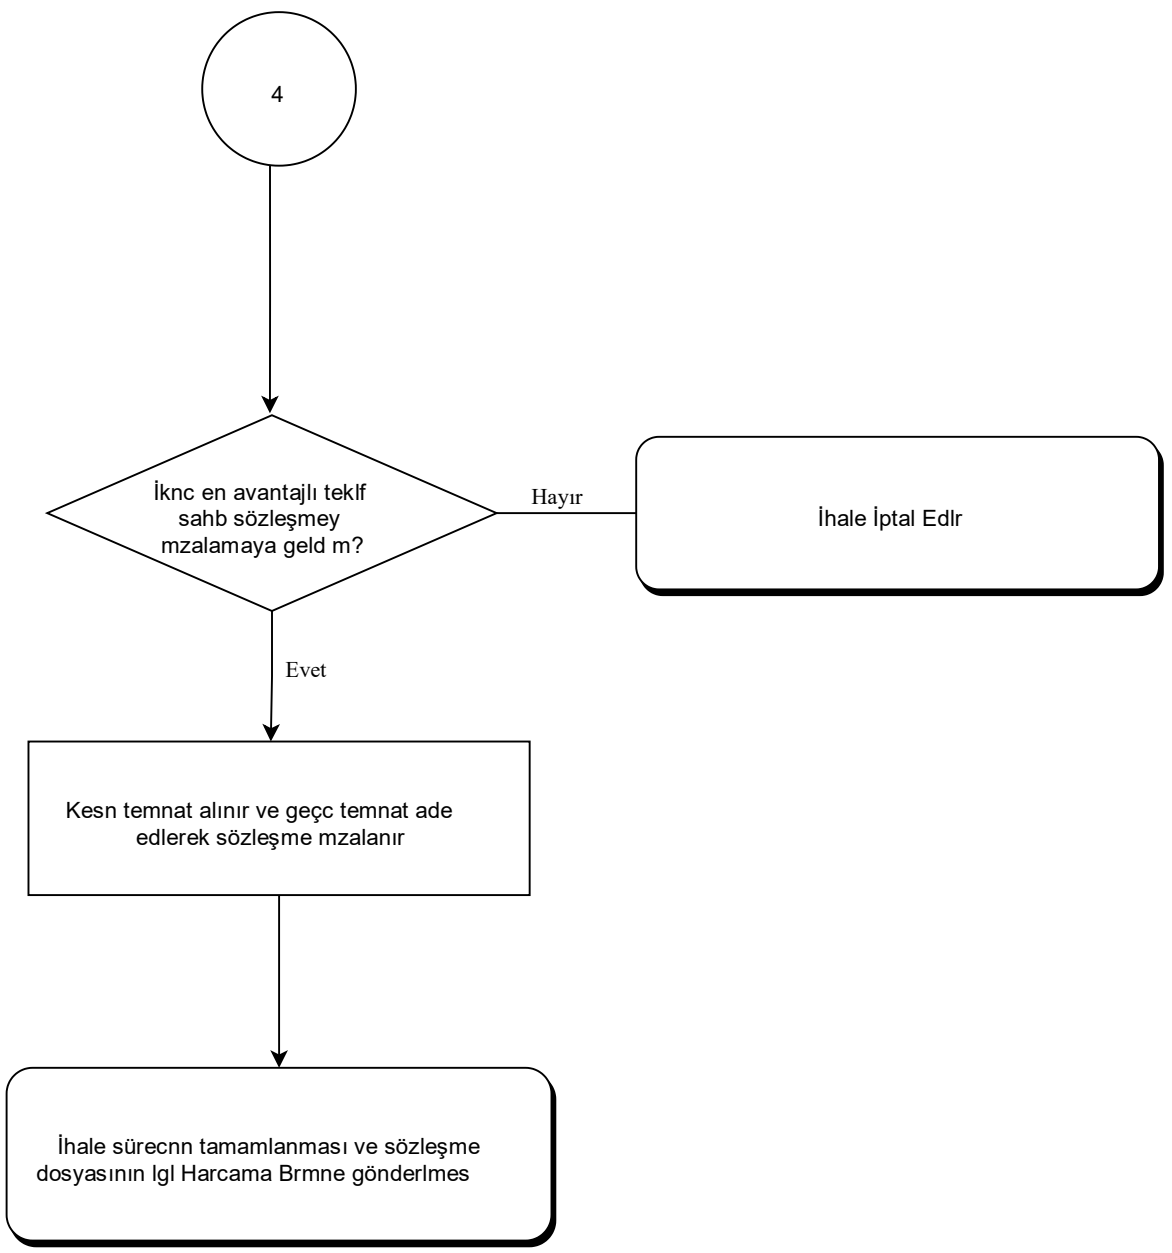 4
İknc en avantajlı teklf
sahb sözleşmey
mzalamaya geld m?
Hayır
İhale İptal Edlr
Evet
Kesn temnat alınır ve geçc temnat ade
edlerek sözleşme mzalanır
İhale sürecnn tamamlanması ve sözleşme
dosyasının lgl Harcama Brmne gönderlmes